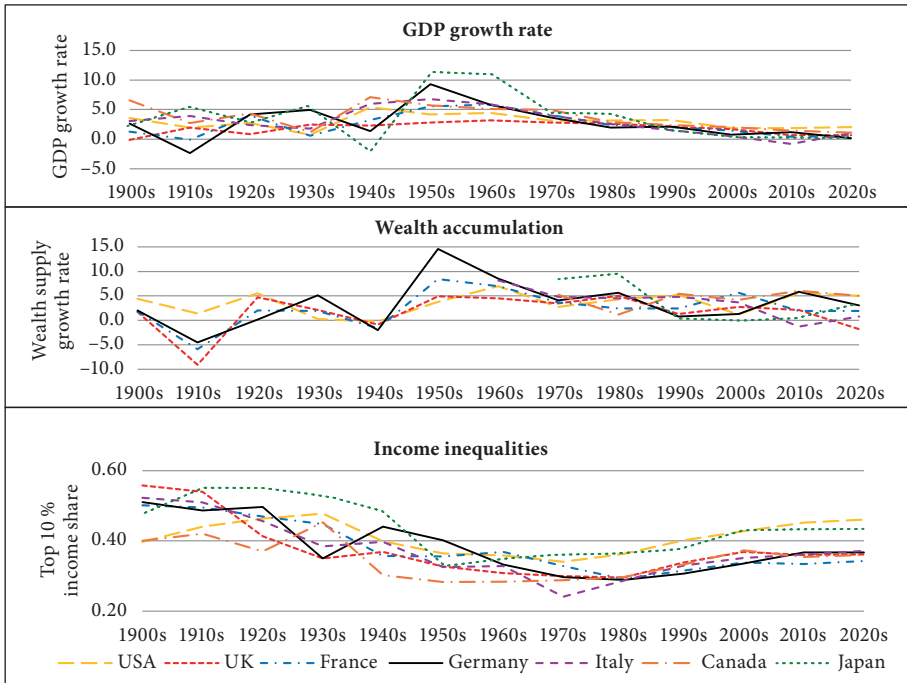 GDP growth rate
GDP growth rate
15.0
10.0
5.0
0.0
−5.0
1900s 1910s 1920s 1930s 1940s 1950s 1960s 1970s 1980s 1990s 2000s 2010s 2020s
Wealth accumulation
Wealth supply
growth rate
15.0
10.0
5.0
0.0
−5.0
−10.0
1900s 1910s 1920s 1930s 1940s 1950s 1960s 1970s 1980s 1990s 2000s 2010s 2020s
Income inequalities
Top 10 %
income share
0.60
0.40
0.20
1900s 1910s 1920s 1930s 1940s 1950s 1960s 1970s 1980s 1990s 2000s 2010s 2020s
USA UK France Germany Italy Canada Japan